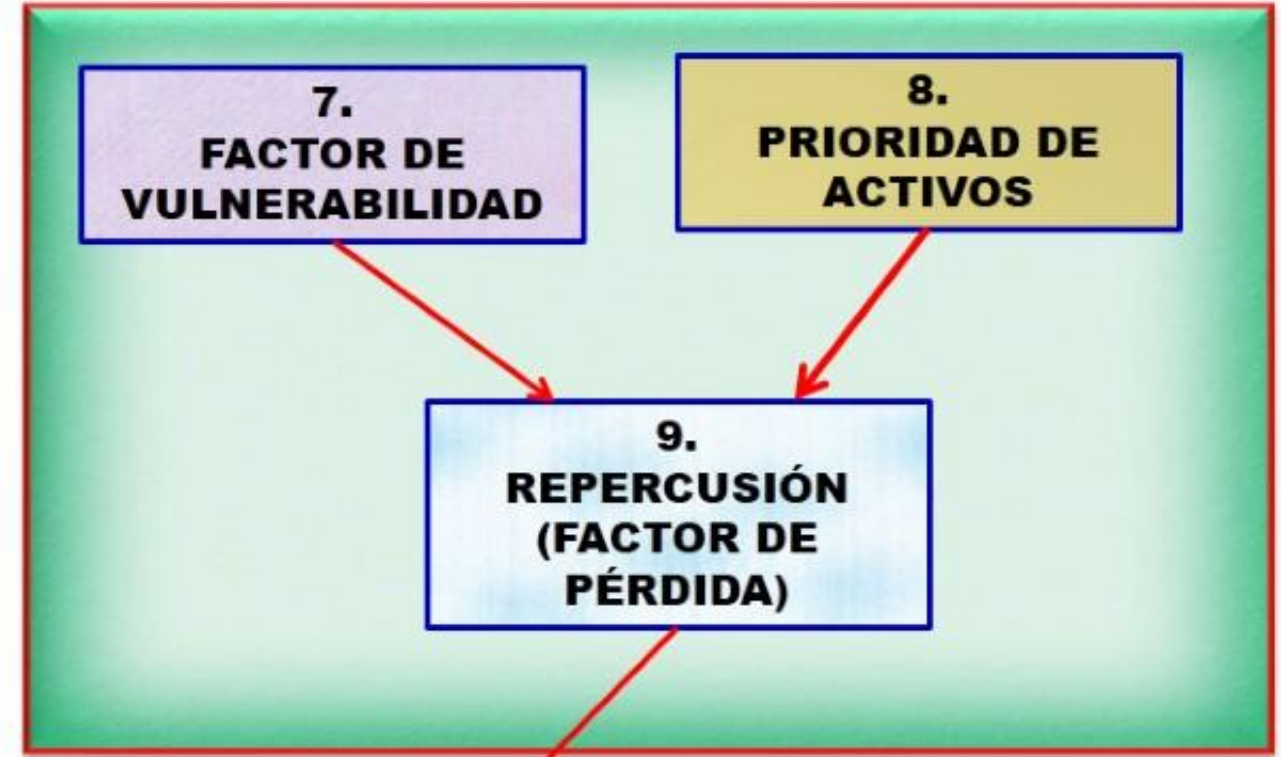 7.
FACTOR DE
VULNERABILIDAD
8.
PRIORIDAD DE
ACTIVOS
9.
REPERCUSIÓN
(FACTOR DE
PÉRDIDA)